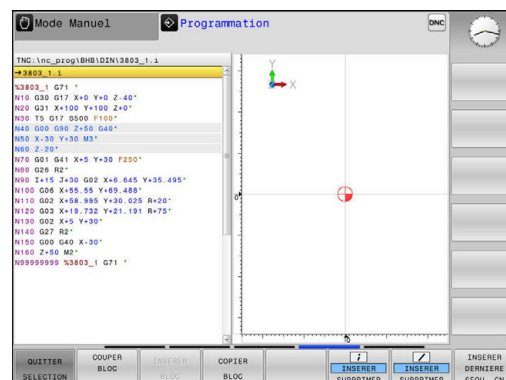 Mode Manuel
Programmation
DNC
TNC:\nc_prog\BHB\DIN\3803_1.i
→3803_1.i
%3803_1 G71 *
N10 G30 G17 X+0 Y+0 Z-40*
N20 G31 X+100 Y+100 Z+0*
N30 T5 G17 S500 F100*
N40 G00 G90 Z+50 G40*
N50 X-30 Y+30 M3*
N60 Z-20*
N70 G01 G41 X+5 Y+30 F250*
N80 G26 R2*
N90 I+15 J+30 G02 X+6.645 Y+35.495*
N100 G06 X+55.55 Y+69.488*
N110 G02 X+58.995 Y+30.025 R+20*
N120 G03 X+19.732 Y+21.191 R+75*
N130 G02 X+5 Y+30*
N140 G27 R2*
N150 G00 G40 X-30*
N160 Z+50 M2*
N99999999 %3803_1 G71 *
Y
X
0
0
QUITTER
SELECTION
COUPER
BLOC
INSERER
BLOC
COPIER
BLOC
INSERER
SUPPRIMER
INSERER
SUPPRIMER
INSERER
DERNIERE
SEQU. CN